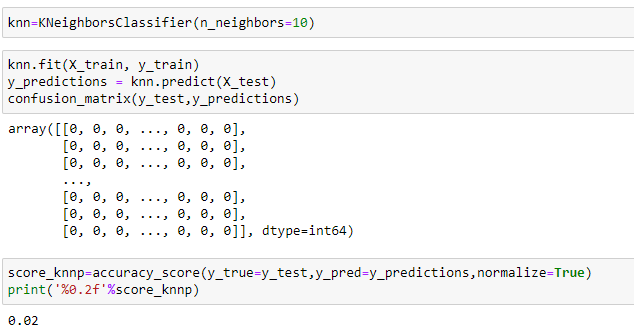 knn=KNeighborsClassifier(n_neighbors=10)
knn.fit(X_train, y_train)
y_predictions = knn.predict(X_test)
confusion_matrix(y_test,y_predictions)
array([[0, 0, 0, ..., 0, 0, 0],
       [0, 0, 0, ..., 0, 0, 0],
       [0, 0, 0, ..., 0, 0, 0],
       ...,
       [0, 0, 0, ..., 0, 0, 0],
       [0, 0, 0, ..., 0, 0, 0],
       [0, 0, 0, ..., 0, 0, 0]], dtype=int64)
score_knnp=accuracy_score(y_true=y_test,y_pred=y_predictions,normalize=True)
print('%0.2f'%score_knnp)
0.02